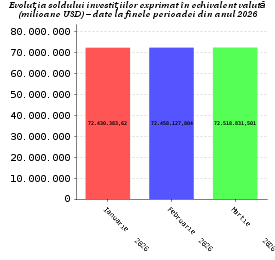 Evoluția soldului investițiilor exprimat în echivalent valută
(milioane USD) – date la finele perioadei din anul 2026
80.000.000
70.000.000
60.000.000
50.000.000
40.000.000
30.000.000
20.000.000
10.000.000
0
72.430.383,62
72.458.127,804
72.518.831,501
Ianuarie 2026
Februarie 2026
Martie 2026